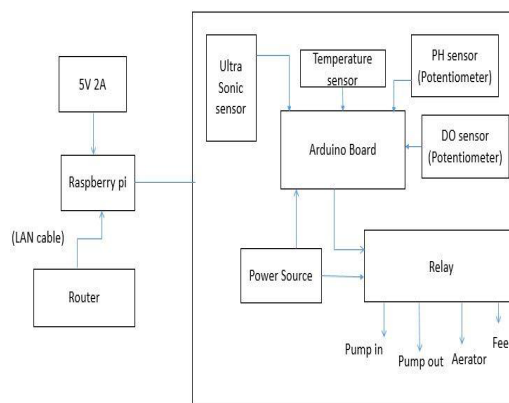 5V 2A
Raspberry pi
(LAN cable)
Router
Ultra
Sonic
sensor
Temperature
sensor
PH sensor
(Potentiometer)
Arduino Board
DO sensor
(Potentiometer)
Power Source
Relay
Pump in
Pump out
Aerator
Fee